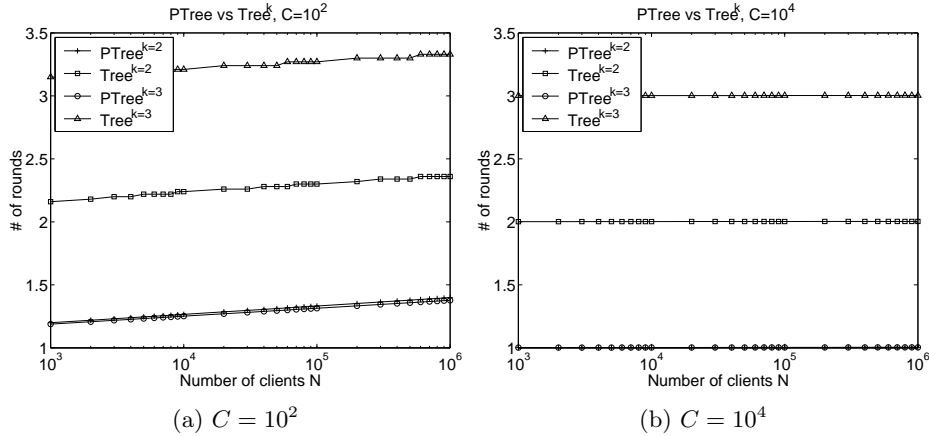 PTree vs Tree^k, C=10^2
3.5
3
2.5
2
1.5
1
# of rounds
PTree^k=2
Tree^k=2
PTree^k=3
Tree^k=3
10^3
10^4
10^5
10^6
Number of clients N
(a) C = 10^2
PTree vs Tree^k, C=10^4
3.5
3
2.5
2
1.5
1
# of rounds
PTree^k=2
Tree^k=2
PTree^k=3
Tree^k=3
10^3
10^4
10^5
10^6
Number of clients N
(b) C = 10^4